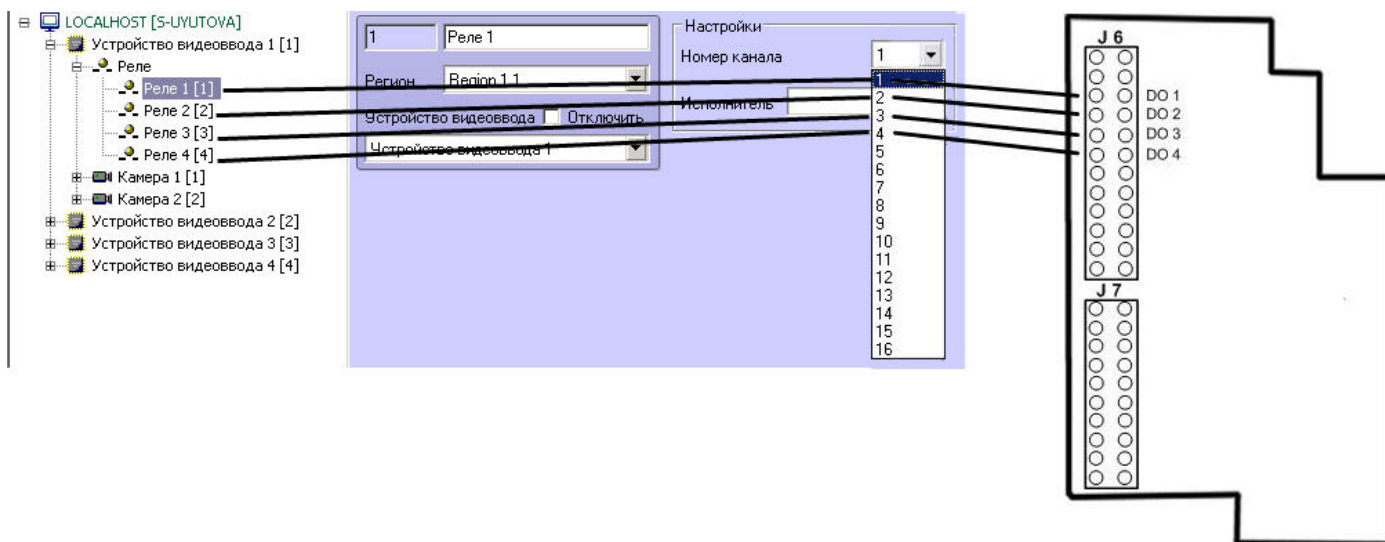 LOCALHOST [S-UYUTOVA]
Устройство видеоввода 1 [1]
Реле
Реле 1 [1]
Реле 2 [2]
Реле 3 [3]
Реле 4 [4]
Камера 1 [1]
Камера 2 [2]
Устройство видеоввода 2 [2]
Устройство видеоввода 3 [3]
Устройство видеоввода 4 [4]
1
Реле 1
Регион
Region 1.1
Устройство видеоввода
Отключить
Устройство видеоввода 1
Настройки
Номер канала
1
Исполнитель
1
2
3
4
5
6
7
8
9
10
11
12
13
14
15
16
J 6
DO 1
DO 2
DO 3
DO 4
J 7